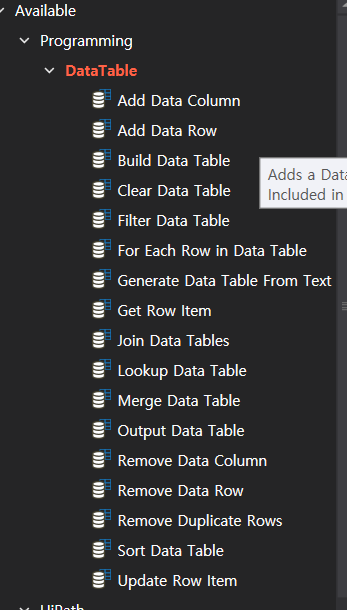 Available
Programming
DataTable
Add Data Column
Add Data Row
Build Data Table
Adds a Data
Included in
Clear Data Table
Filter Data Table
For Each Row in Data Table
Generate Data Table From Text
Get Row Item
Join Data Tables
Lookup Data Table
Merge Data Table
Output Data Table
Remove Data Column
Remove Data Row
Remove Duplicate Rows
Sort Data Table
Update Row Item
UiPath